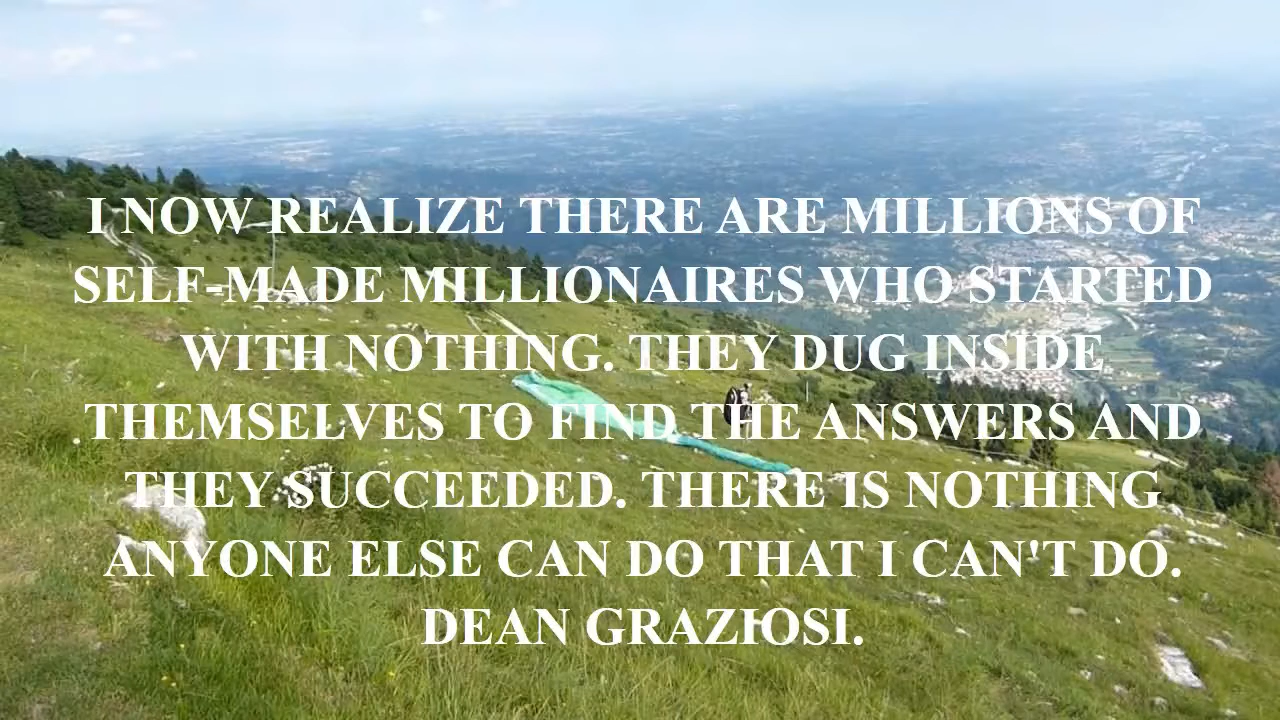 I NOW REALIZE THERE ARE MILLIONS OF
SELF-MADE MILLIONAIRES WHO STARTED
WITH NOTHING. THEY DUG INSIDE
THEMSELVES TO FIND THE ANSWERS AND
THEY SUCCEEDED. THERE IS NOTHING
ANYONE ELSE CAN DO THAT I CAN'T DO.
DEAN GRAZIOSI.